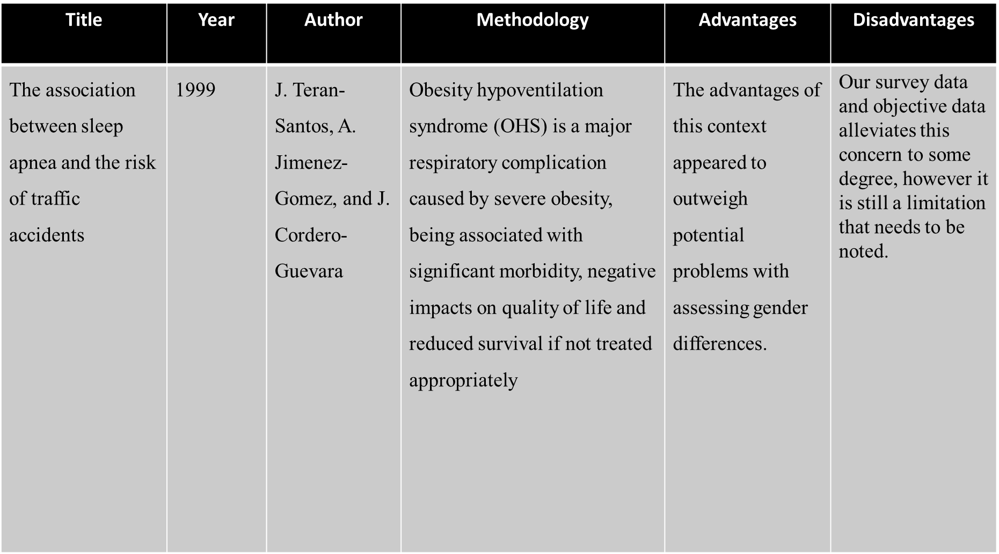 Title
Year
Author
Methodology
Advantages
Disadvantages
The association
between sleep
apnea and the risk
of traffic
accidents
1999
J. Teran-
Santos, A.
Jimenez-
Gomez, and J.
Cordero-
Guevara
Obesity hypoventilation
syndrome (OHS) is a major
respiratory complication
caused by severe obesity,
being associated with
significant morbidity, negative
impacts on quality of life and
reduced survival if not treated
appropriately
The advantages of
this context
appeared to
outweigh
potential
problems with
assessing gender
differences.
Our survey data
and objective data
alleviates this
concern to some
degree, however it
is still a limitation
that needs to be
noted.